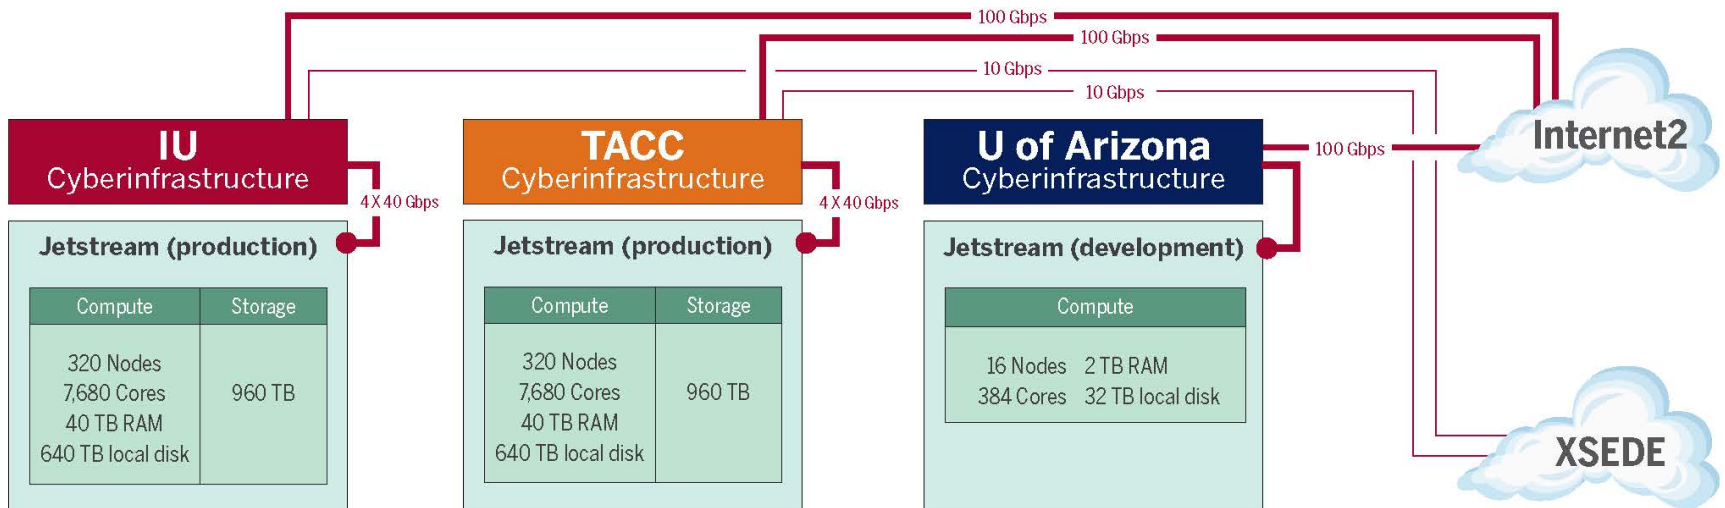 100 Gbps
100 Gbps
10 Gbps
10 Gbps
IU
Cyberinfrastructure
4 X 40 Gbps
Jetstream (production)
Compute
Storage
320 Nodes
7,680 Cores
40 TB RAM
640 TB local disk
960 TB
TACC
Cyberinfrastructure
4 X 40 Gbps
Jetstream (production)
Compute
Storage
320 Nodes
7,680 Cores
40 TB RAM
640 TB local disk
960 TB
U of Arizona
Cyberinfrastructure
100 Gbps
Jetstream (development)
Compute
16 Nodes 2 TB RAM
384 Cores 32 TB local disk
Internet2
XSEDE